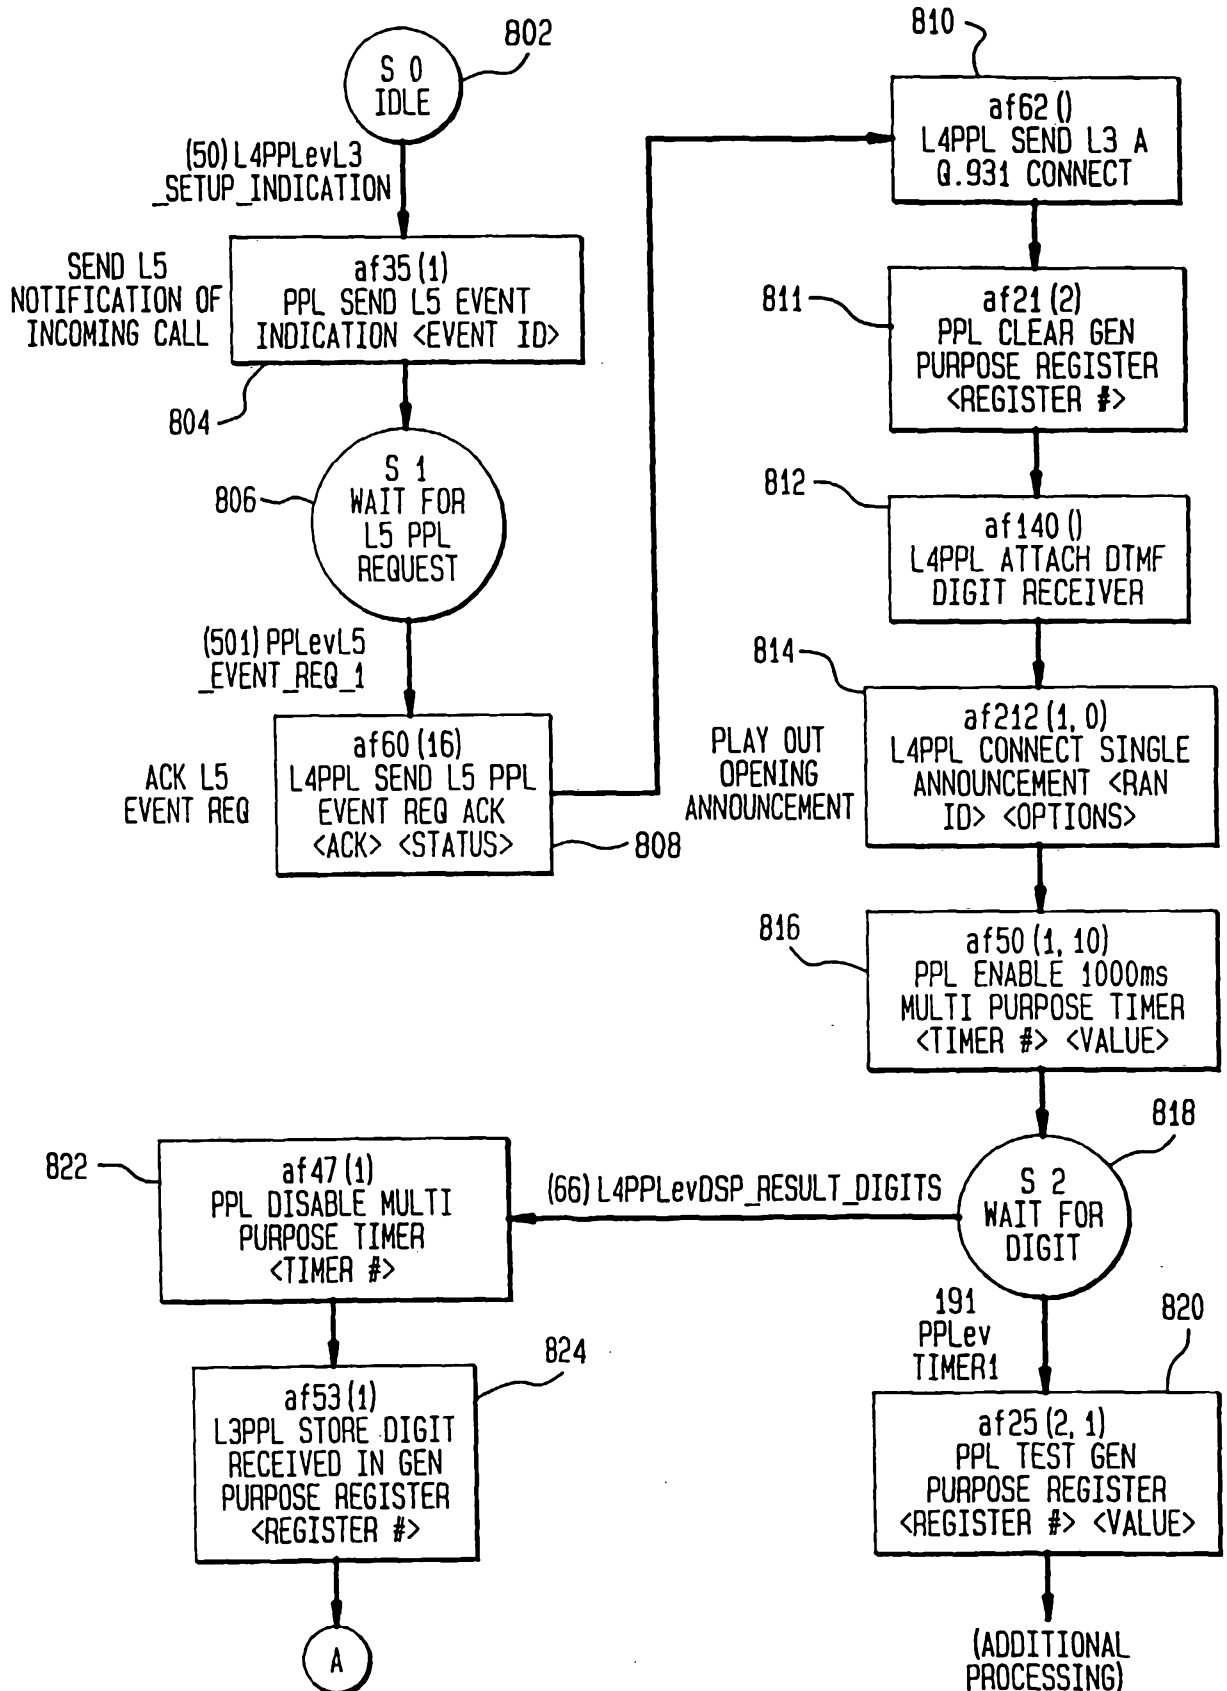 802
S 0
IDLE
(50) L4PPLevL3
_SETUP_INDICATION
SEND L5
NOTIFICATION OF
INCOMING CALL
af35(1)
PPL SEND L5 EVENT
INDICATION <EVENT ID>
804
806
S 1
WAIT FOR
L5 PPL
REQUEST
(501) PPLevL5
_EVENT_REQ_1
ACK L5
EVENT REQ
af60(16)
L4PPL SEND L5 PPL
EVENT REQ ACK
<ACK> <STATUS>
808
810
af62()
L4PPL SEND L3 A
Q.931 CONNECT
811
af21(2)
PPL CLEAR GEN
PURPOSE REGISTER
<REGISTER #>
812
af140()
L4PPL ATTACH DTMF
DIGIT RECEIVER
814
PLAY OUT
OPENING
ANNOUNCEMENT
af212(1,0)
L4PPL CONNECT SINGLE
ANNOUNCEMENT <RAN
ID> <OPTIONS>
816
af50(1,10)
PPL ENABLE 1000ms
MULTI PURPOSE TIMER
<TIMER #> <VALUE>
818
S 2
WAIT FOR
DIGIT
(66) L4PPLevDSP_RESULT_DIGITS
822
af47(1)
PPL DISABLE MULTI
PURPOSE TIMER
<TIMER #>
824
af53(1)
L3PPL STORE DIGIT
RECEIVED IN GEN
PURPOSE REGISTER
<REGISTER #>
A
191
PPLev
TIMER1
820
af25(2,1)
PPL TEST GEN
PURPOSE REGISTER
<REGISTER #> <VALUE>
(ADDITIONAL
PROCESSING)